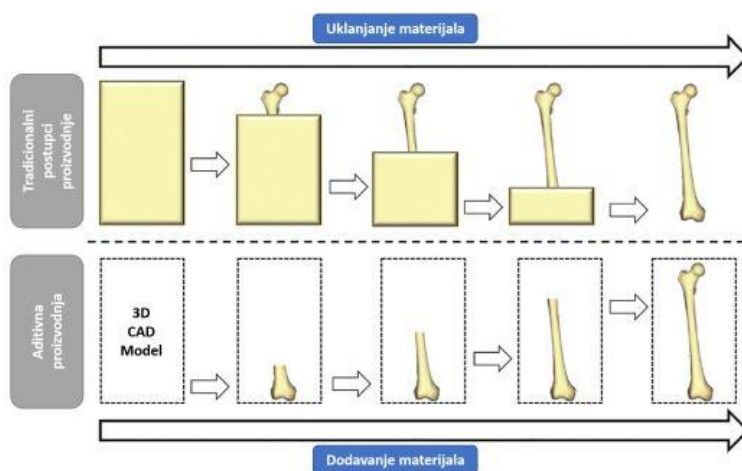 Uklanjanje materijala
Tradicionalni
postupci
proizvodnje
3D
CAD
Model
Aditivna
proizvodnja
Dodavanje materijala